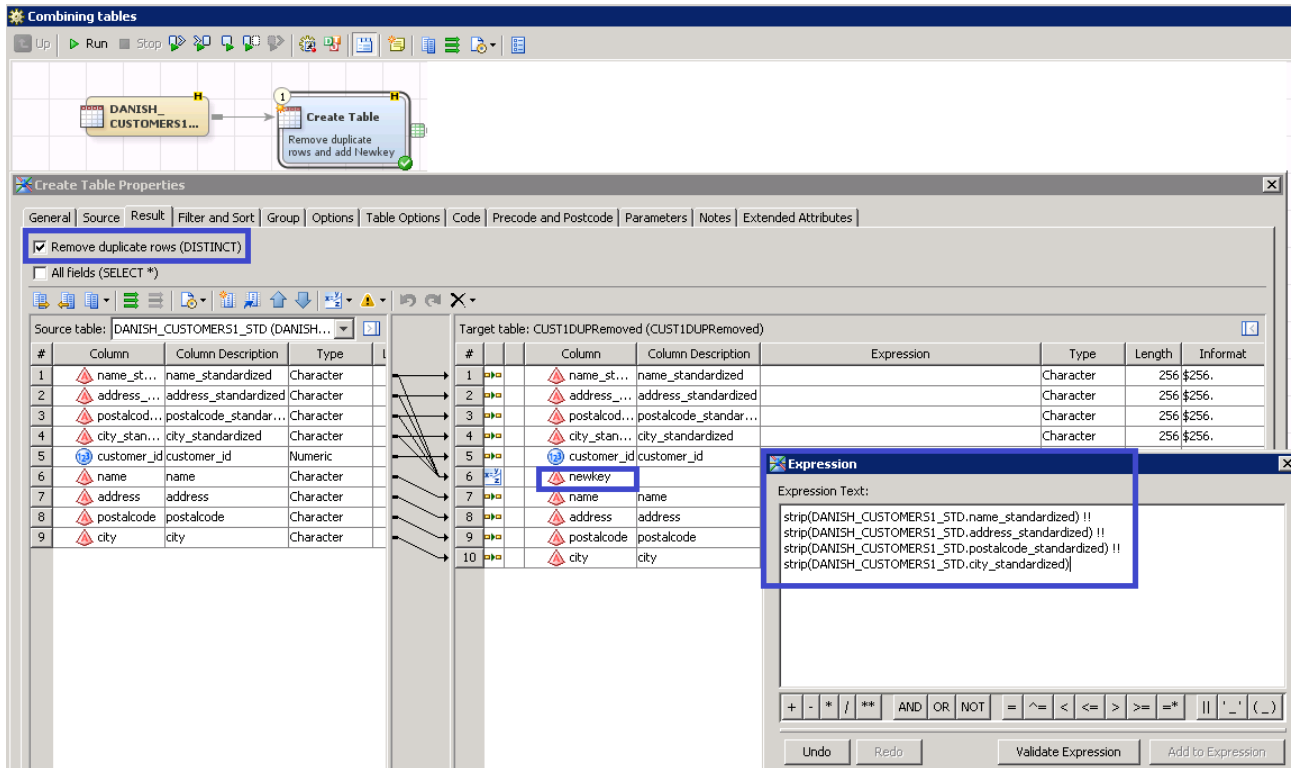 Combining tables
Up Run Stop
DANISH_
CUSTOMERS1...
H
1
H
Create Table
Remove duplicate
rows and add Newkey
Create Table Properties
General Source Result Filter and Sort Group Options Table Options Code Precode and Postcode Parameters Notes Extended Attributes
Remove duplicate rows (DISTINCT)
All fields (SELECT *)
Source table: DANISH_CUSTOMERS1_STD (DANISH... Target table: CUST1DUPRemoved (CUST1DUPRemoved)
# Column Column Description Type L # Column Column Description Expression Type Length Informat
1 name_st... name_standardized Character 1 name_st... name_standardized Character 256 $256.
2 address_... address_standardized Character 2 address_... address_standardized Character 256 $256.
3 postalcod... postalcode_standar... Character 3 postalcod... postalcode_standar... Character 256 $256.
4 city_stan... city_standardized Character 4 city_stan... city_standardized Character 256 $256.
5 customer_id customer_id Numeric 5 customer_id customer_id
6 name name Character 6 newkey
7 address address Character 7 name name
8 postalcode postalcode Character 8 address address
9 city city Character 9 postalcode postalcode
10 city city
Expression
Expression Text:
strip(DANISH_CUSTOMERS1_STD.name_standardized) !!
strip(DANISH_CUSTOMERS1_STD.address_standardized) !!
strip(DANISH_CUSTOMERS1_STD.postalcode_standardized) !!
strip(DANISH_CUSTOMERS1_STD.city_standardized)
+ - * / ** AND OR NOT = ^= < <= > >= =* || '_' (_)
Undo Redo Validate Expression Add to Expression